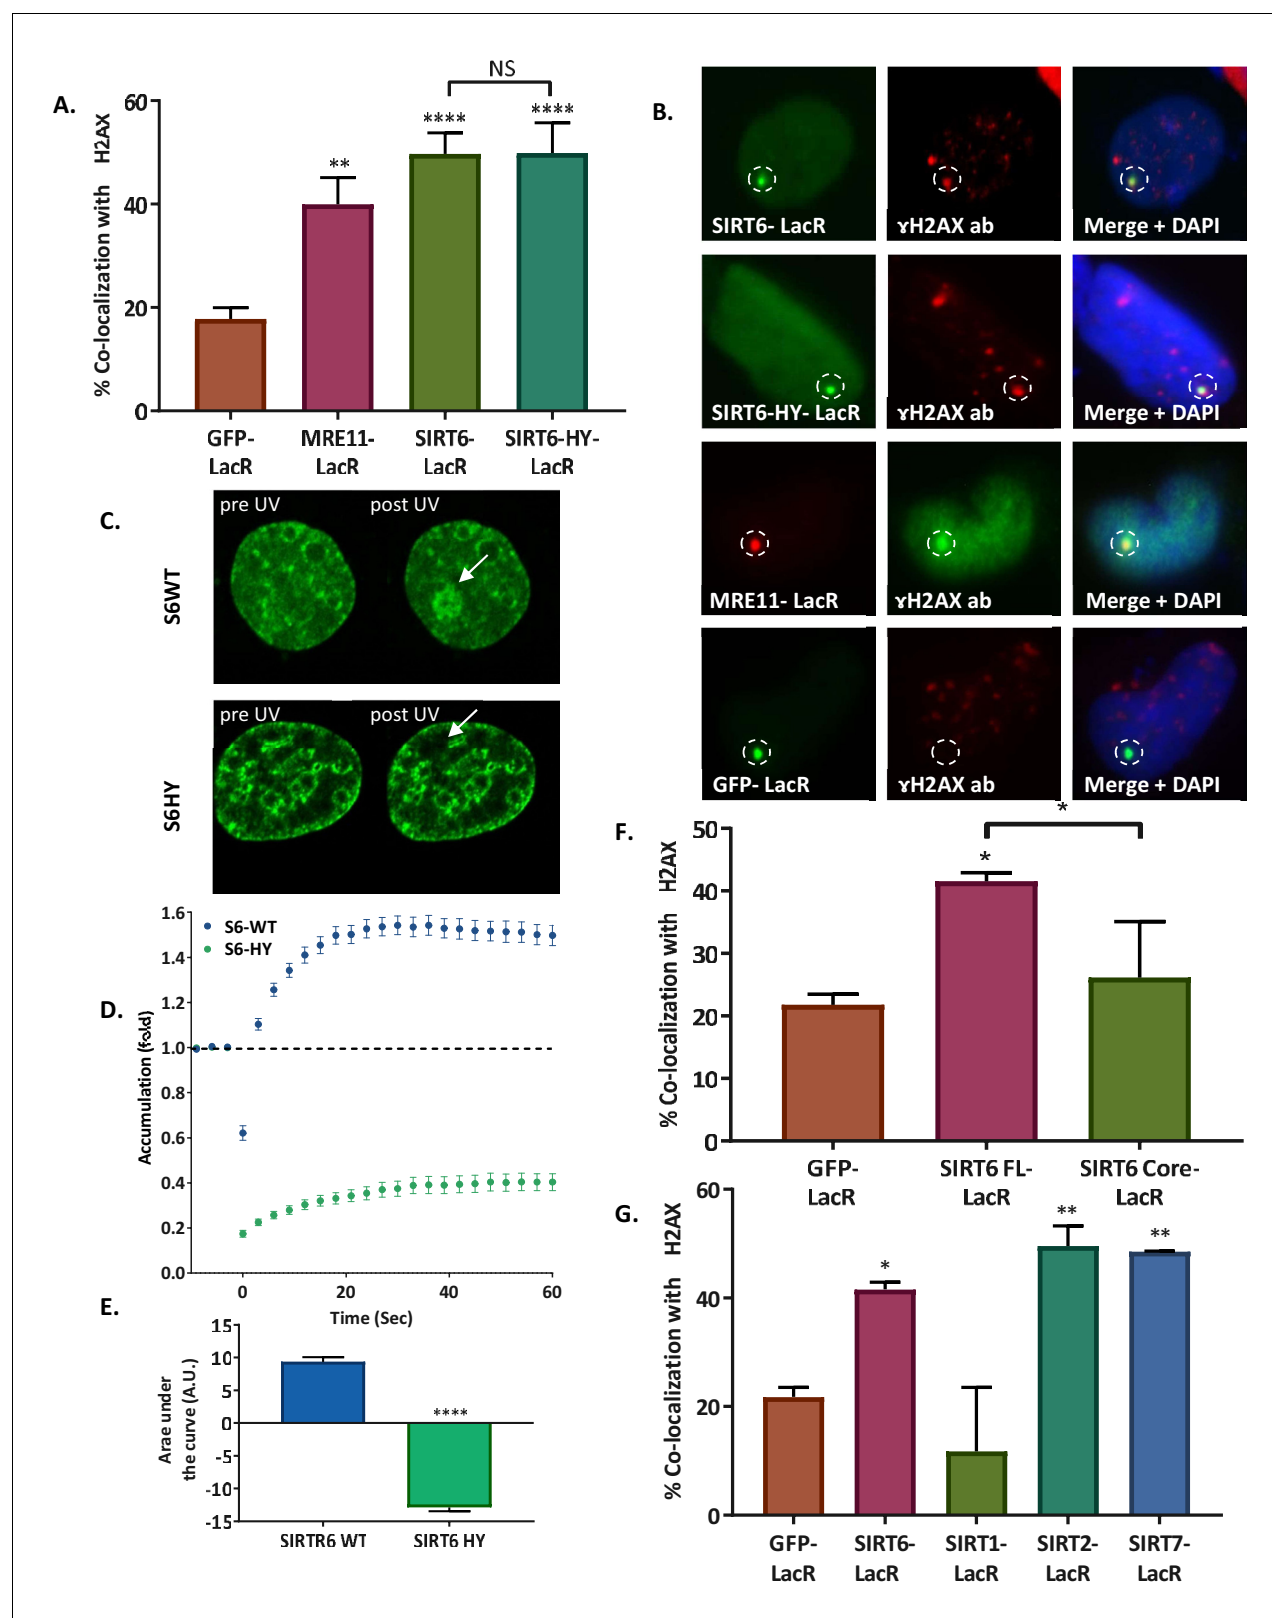 A.
NS
% Co-localization with H2AX
60
40
20
0
**
****
****
GFP-
LacR
MRE11-
LacR
SIRT6-
LacR
SIRT6-HY-
LacR
B.
SIRT6- LacR
ɤH2AX ab
Merge + DAPI
SIRT6-HY- LacR
ɤH2AX ab
Merge + DAPI
MRE11- LacR
ɤH2AX ab
Merge + DAPI
GFP- LacR
ɤH2AX ab
Merge + DAPI
C.
S6WT
pre UV
post UV
S6HY
pre UV
post UV
D.
Accumulation (fold)
1.6
1.4
1.2
1.0
0.8
0.6
0.4
0.2
0.0
S6-WT
S6-HY
0
20
40
60
Time (Sec)
E.
Arae under
the curve (A.U.)
15
10
5
0
-5
-10
-15
****
SIRTR6 WT
SIRT6 HY
F.
% Co-localization with H2AX
50
40
30
20
10
0
*
*
GFP-
LacR
SIRT6 FL-
LacR
SIRT6 Core-
LacR
G.
% Co-localization with H2AX
60
40
20
0
*
**
**
GFP-
LacR
SIRT6-
LacR
SIRT1-
LacR
SIRT2-
LacR
SIRT7-
LacR